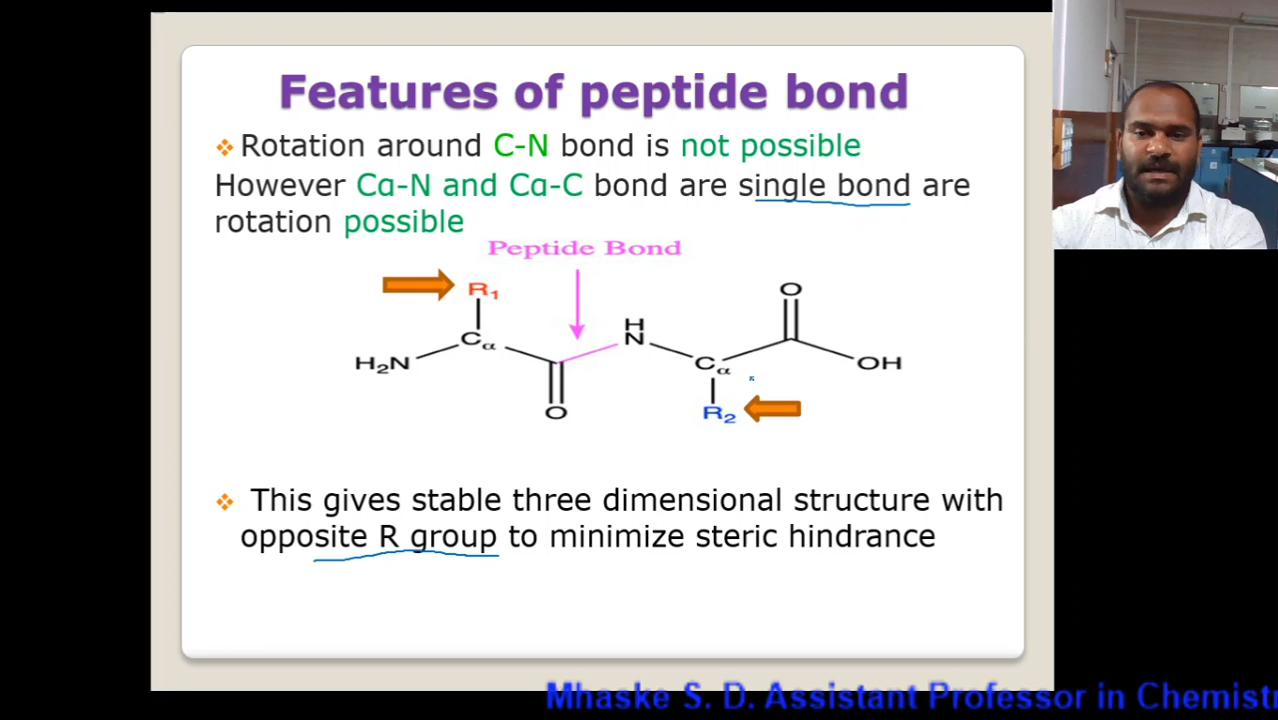 Features of peptide bond
Rotation around C-N bond is not possible
However Cɑ-N and Cɑ-C bond are single bond are
rotation possible
Peptide Bond
R1
O
H
N
Cα
H2N
Cα
OH
O
R2
This gives stable three dimensional structure with
opposite R group to minimize steric hindrance
Mhaske S. D. Assistant Professor in Chemist